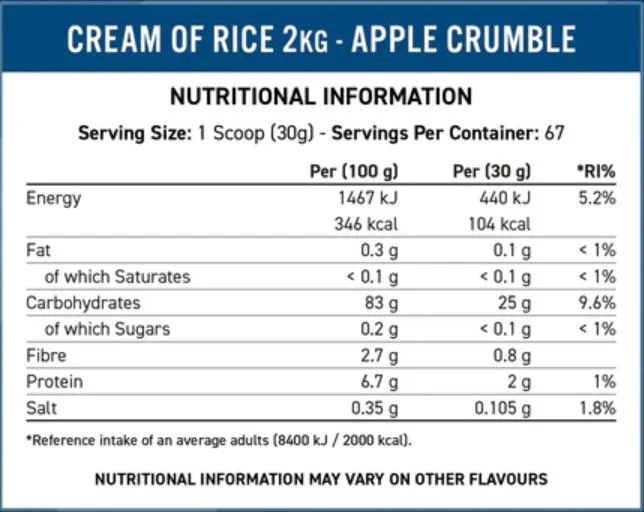 CREAM OF RICE 2KG - APPLE CRUMBLE
NUTRITIONAL INFORMATION
Serving Size: 1 Scoop (30g) - Servings Per Container: 67
Per (100 g) Per (30 g) *RI%
Energy 1467 kJ 440 kJ 5.2%
346 kcal 104 kcal
Fat 0.3 g 0.1 g < 1%
of which Saturates < 0.1 g < 0.1 g < 1%
Carbohydrates 83 g 25 g 9.6%
of which Sugars 0.2 g < 0.1 g < 1%
Fibre 2.7 g 0.8 g
Protein 6.7 g 2 g 1%
Salt 0.35 g 0.105 g 1.8%
*Reference intake of an average adults (8400 kJ / 2000 kcal).
NUTRITIONAL INFORMATION MAY VARY ON OTHER FLAVOURS